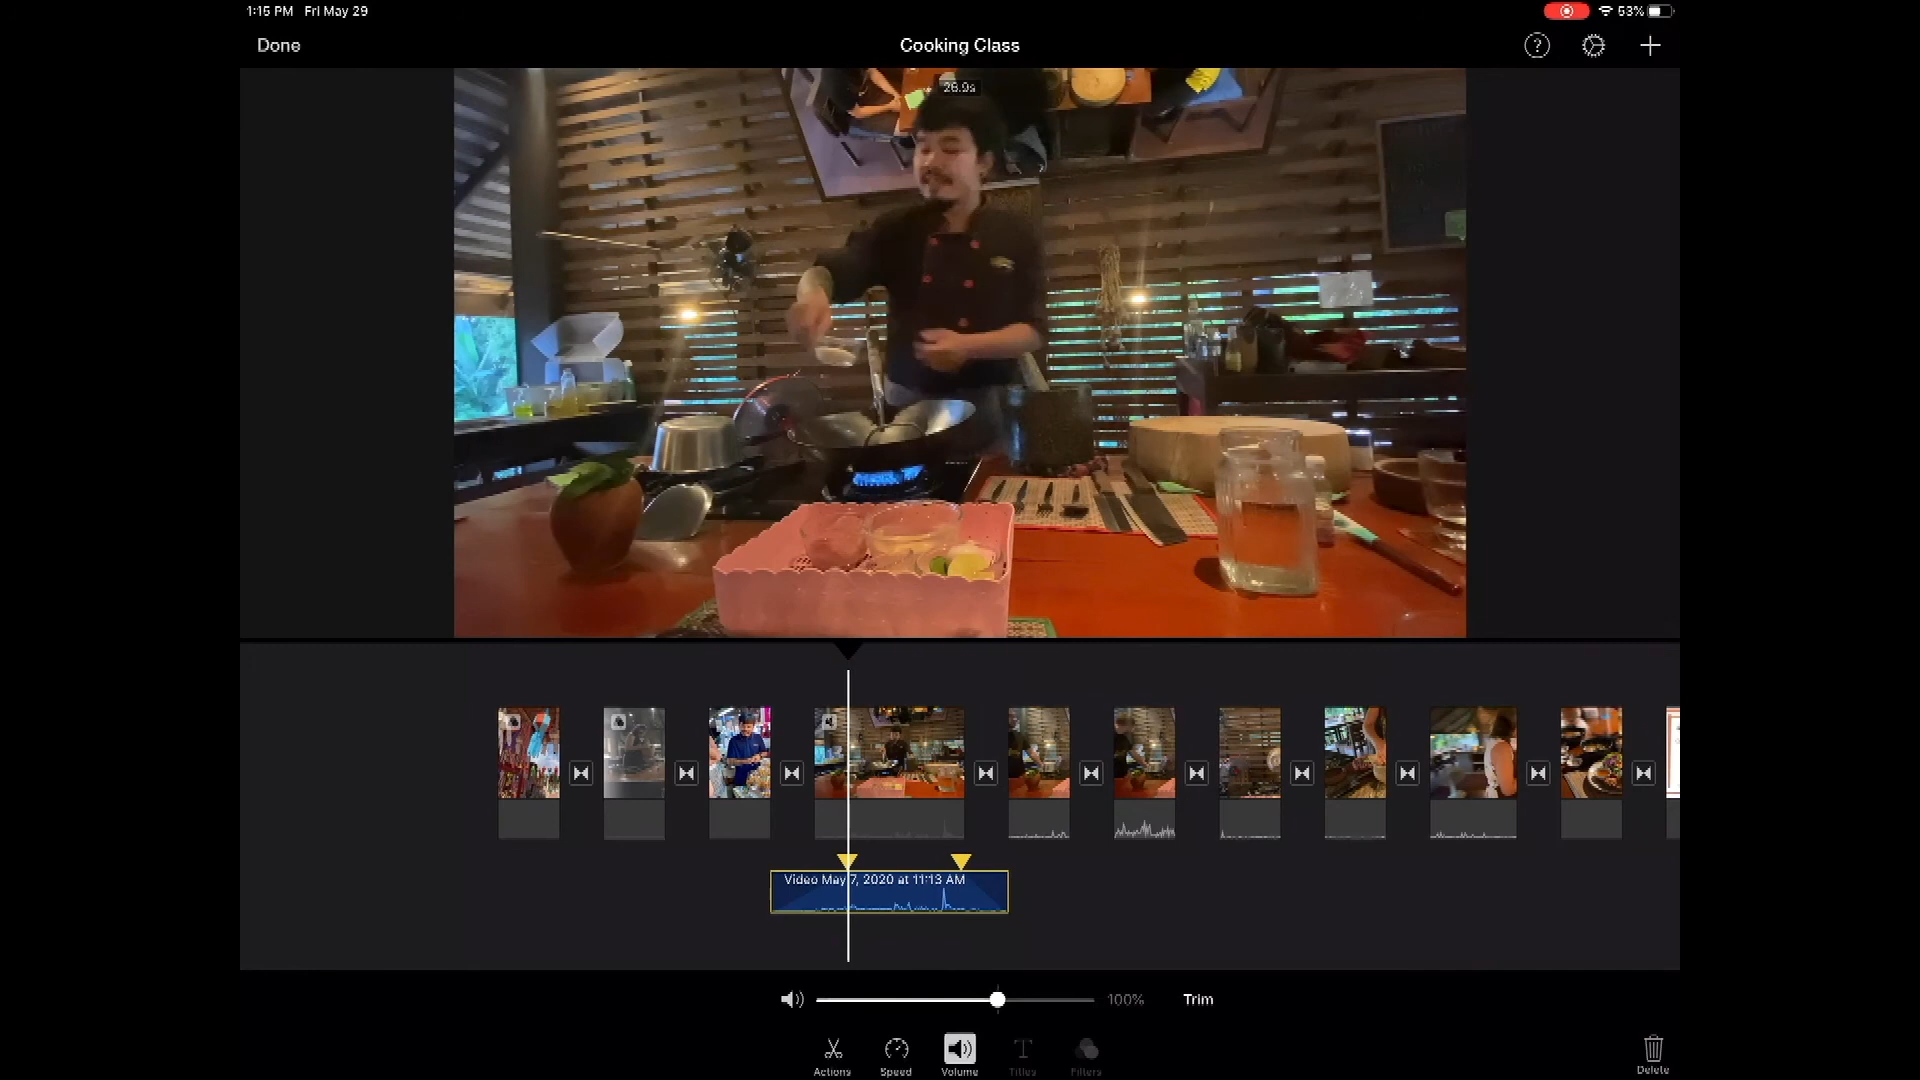 1:15 PM Fri May 29
53%
Done
Cooking Class
?
26.9s
Video May 7, 2020 at 11:13 AM
100%
Trim
Actions
Speed
Volume
Titles
Filters
Delete